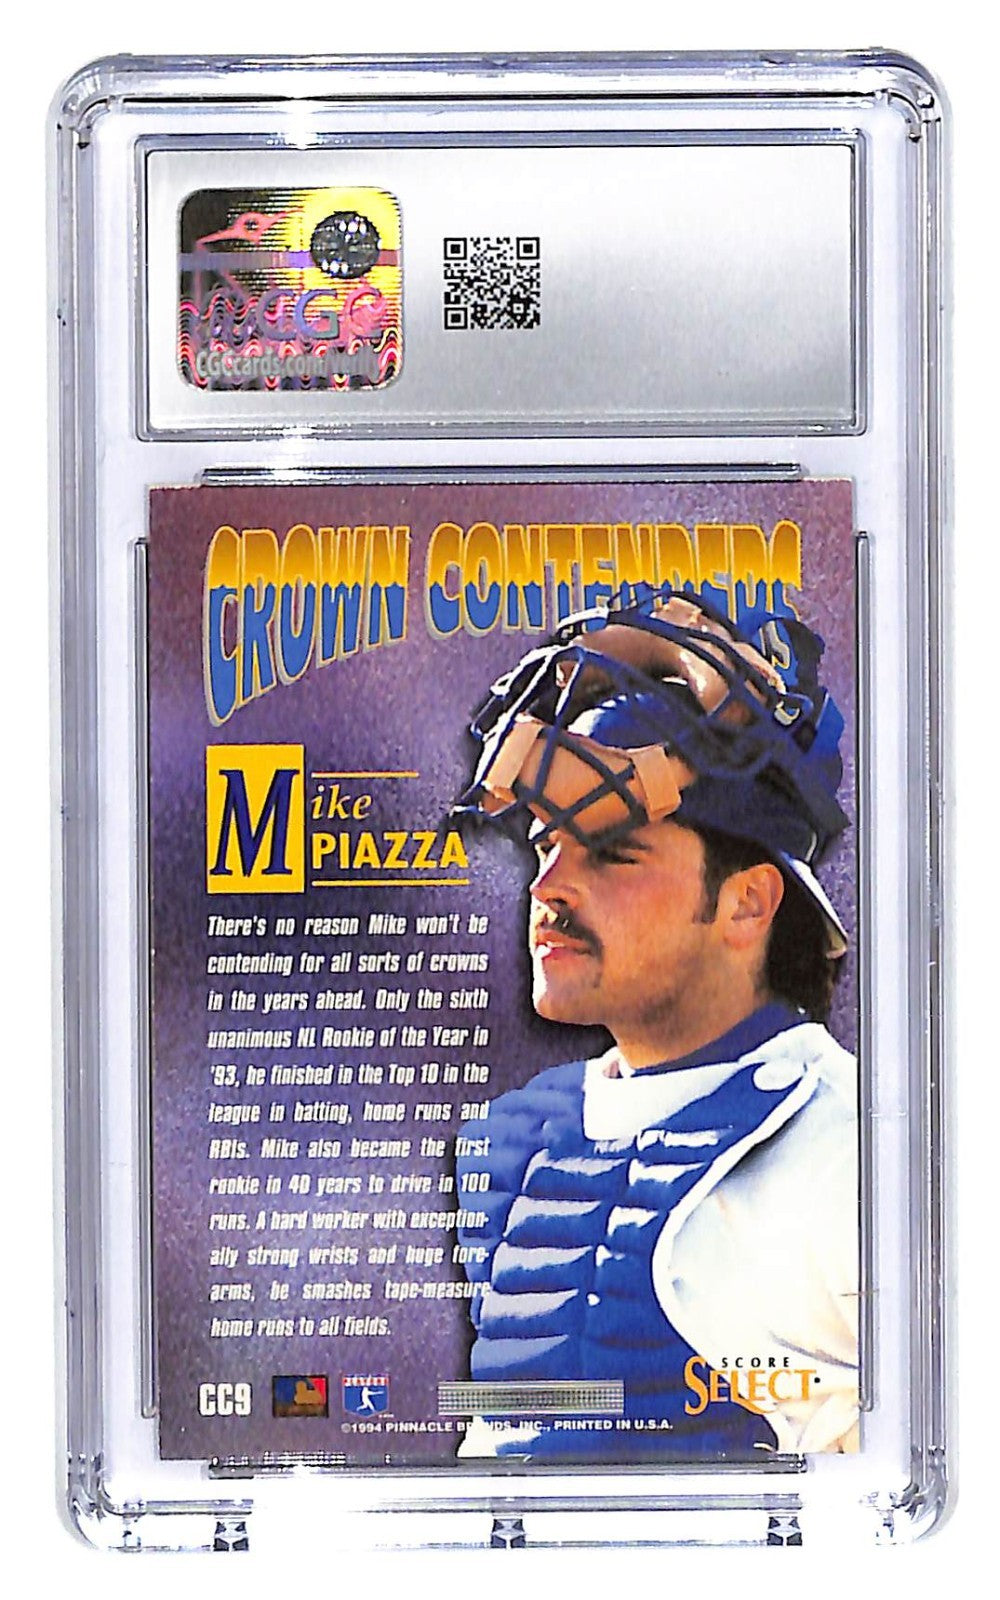 CGC
CGCcards.com
CROWN CONTENDERS
Mike
PIAZZA
There's no reason Mike won't be
contending for all sorts of crowns
in the years ahead. Only the sixth
unanimous NL Rookie of the Year in
'93, he finished in the Top 10 in the
league in batting, home runs and
RBIs. Mike also became the first
rookie in 40 years to drive in 100
runs. A hard worker with exception-
ally strong wrists and huge fore-
arms, he smashes tape-measure
home runs to all fields.
SCORE
SELECT
CC9
PLAYERS
©1994 PINNACLE BRANDS, INC., PRINTED IN U.S.A.